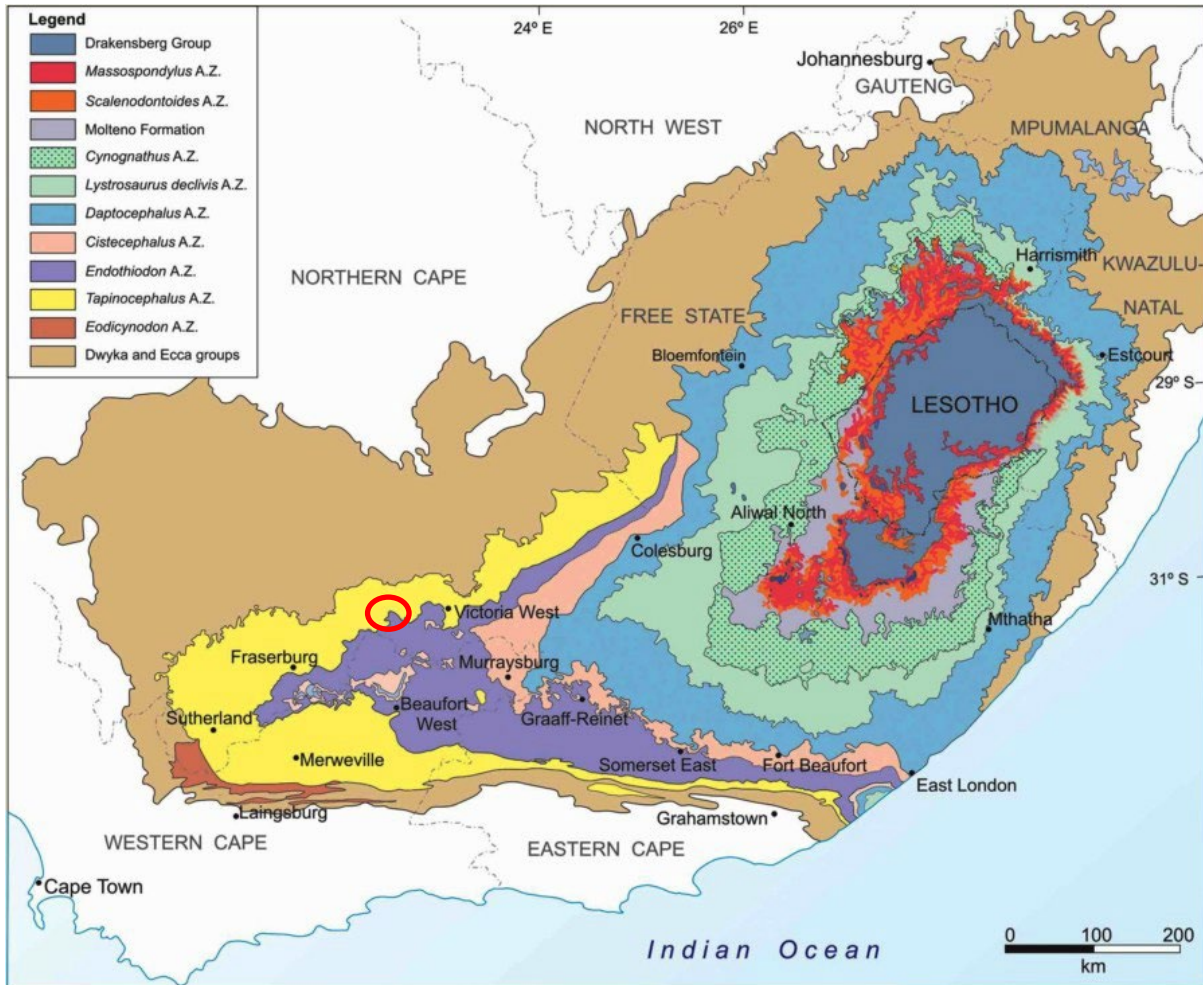 Legend
Drakensberg Group
Massospondylus A.Z.
Scalenodontoides A.Z.
Molteno Formation
Cynognathus A.Z.
Lystrosaurus declivis A.Z.
Daptocephalus A.Z.
Cistecephalus A.Z.
Endothiodon A.Z.
Tapinocephalus A.Z.
Eodicynodon A.Z.
Dwyka and Ecca groups
24º E
26º E
Johannesburg
GAUTENG
NORTH WEST
MPUMALANGA
NORTHERN CAPE
Harrismith
KWAZULU-
NATAL
FREE STATE
Bloemfontein
Estcourt
29º S
LESOTHO
Aliwal North
Colesburg
31º S
Victoria West
Mthatha
Fraserburg
Murraysburg
Beaufort
West
Graaff-Reinet
Sutherland
Merweville
Somerset East
Fort Beaufort
East London
Laingsburg
Grahamstown
WESTERN CAPE
EASTERN CAPE
Cape Town
Indian Ocean
0 100 200
km